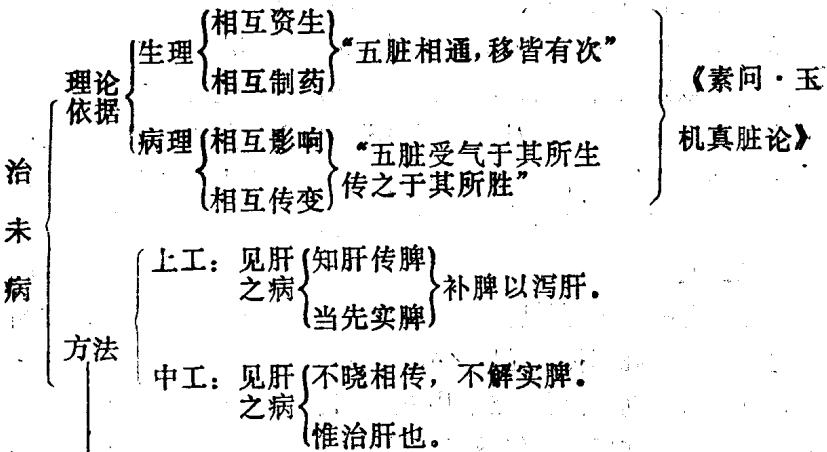 治未病
理论依据
生理
相互资生
相互制药
“五脏相通，移皆有次”
病理
相互影响
相互传变
“五脏受气于其所生
传之于其所胜”
《素问·玉
机真脏论》
方法
上工：见肝之病
知肝传脾
当先实脾
补脾以泻肝。
中工：见肝之病
不晓相传，不解实脾。
惟治肝也。